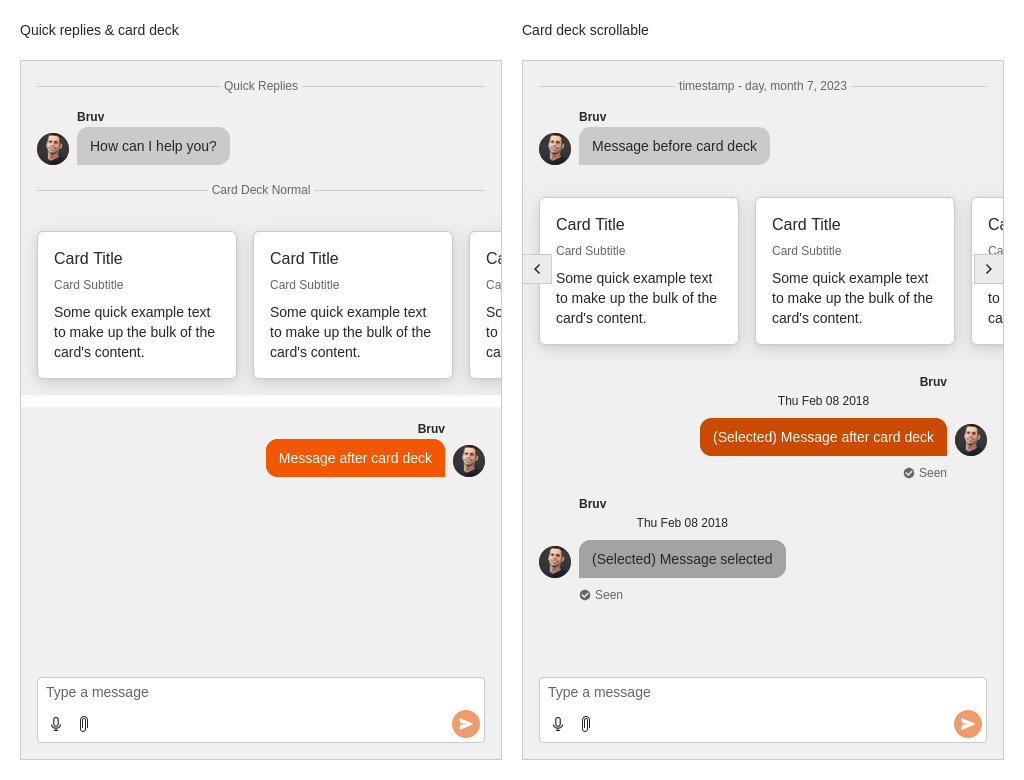 Quick replies & card deck
Quick Replies
Bruv
How can I help you?
Card Deck Normal
Card Title
Card Subtitle
Some quick example text
to make up the bulk of the
card's content.
Card Title
Card Subtitle
Some quick example text
to make up the bulk of the
card's content.
Ca
Ca
So
to
ca
Bruv
Message after card deck
Type a message
Card deck scrollable
timestamp - day, month 7, 2023
Bruv
Message before card deck
Card Title
Card Subtitle
Some quick example text
to make up the bulk of the
card's content.
Card Title
Card Subtitle
Some quick example text
to make up the bulk of the
card's content.
Ca
Ca
to
ca
Bruv
Thu Feb 08 2018
(Selected) Message after card deck
Seen
Bruv
Thu Feb 08 2018
(Selected) Message selected
Seen
Type a message